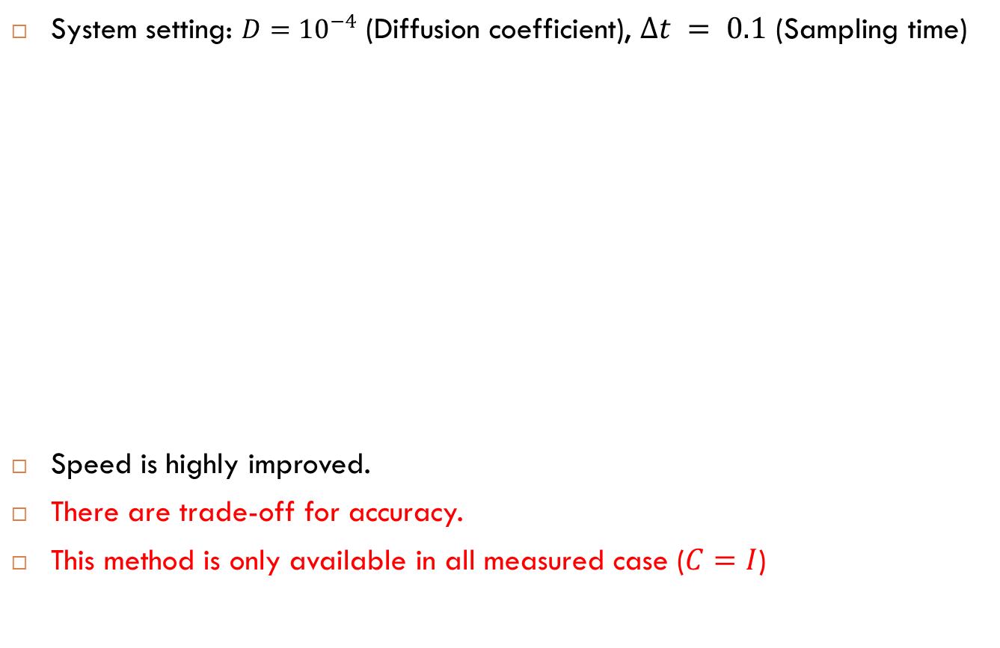 System setting: 𝐷 = 10⁻⁴ (Diffusion coefficient), Δ𝑡 = 0.1 (Sampling time)
Speed is highly improved.
There are trade-off for accuracy.
This method is only available in all measured case (𝐶 = 𝐼)